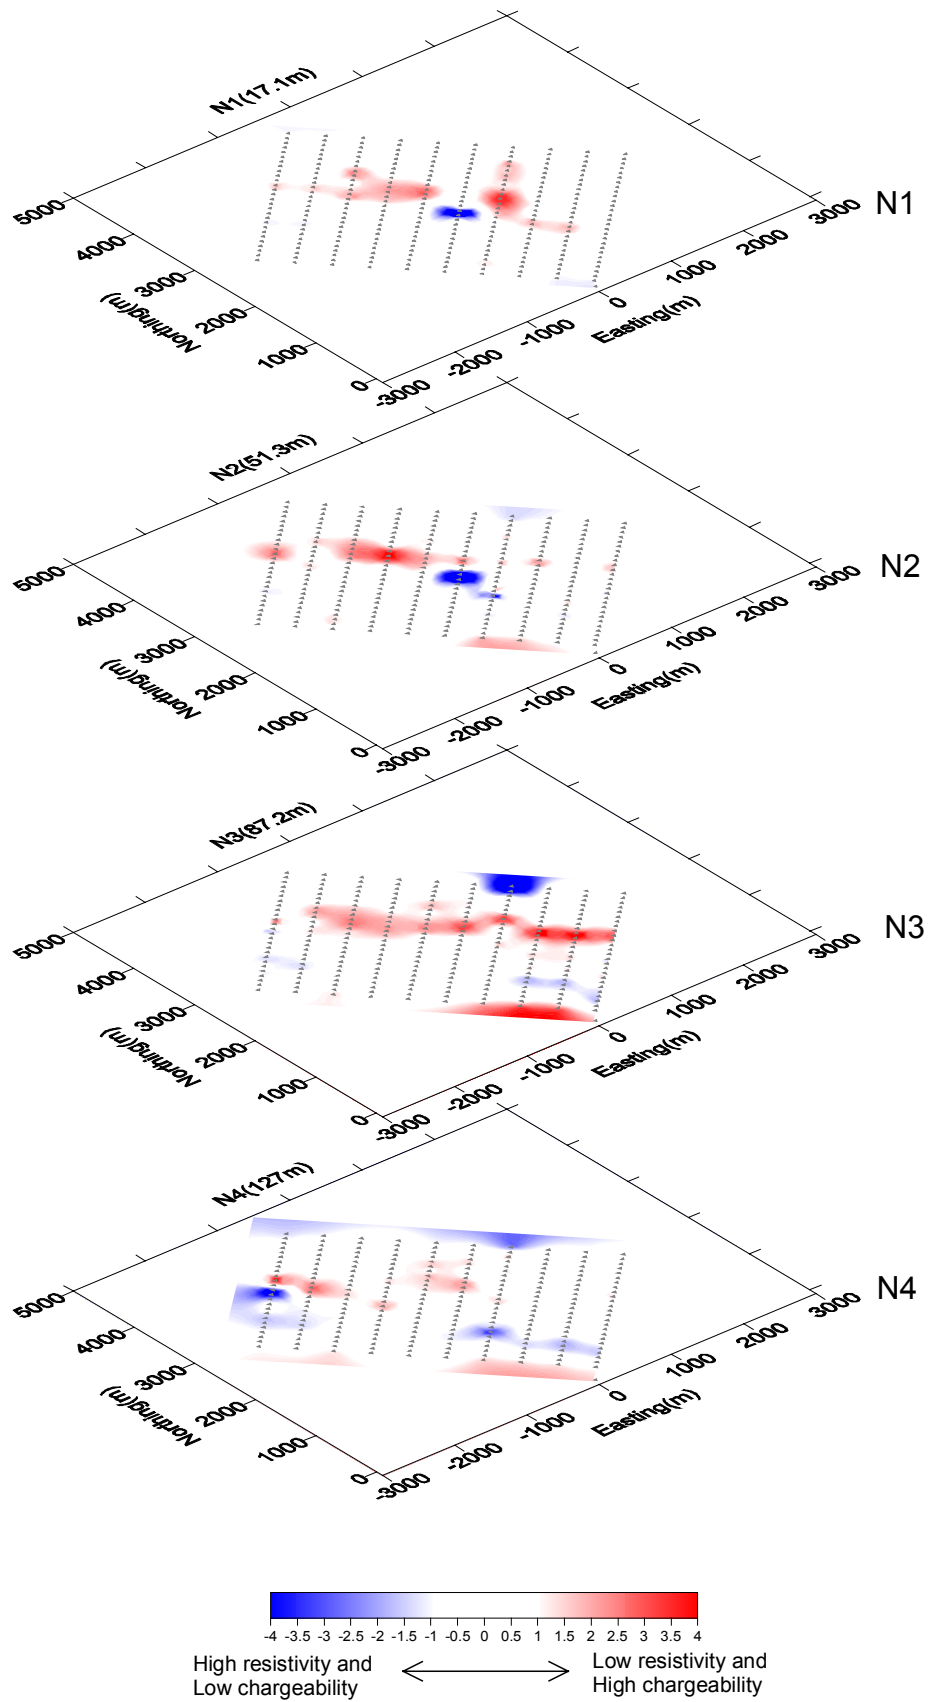 N1(17.1m)
5000
4000
3000
2000
1000
0
Northing(m)
-3000
-2000
-1000
0
1000
2000
3000
Easting(m)
N1
N2(51.3m)
5000
4000
3000
2000
1000
0
Northing(m)
-3000
-2000
-1000
0
1000
2000
3000
Easting(m)
N2
N3(87.2m)
5000
4000
3000
2000
1000
0
Northing(m)
-3000
-2000
-1000
0
1000
2000
3000
Easting(m)
N3
N4(127m)
5000
4000
3000
2000
1000
0
Northing(m)
-3000
-2000
-1000
0
1000
2000
3000
Easting(m)
N4
-4 -3.5 -3 -2.5 -2 -1.5 -1 -0.5 0 0.5 1 1.5 2 2.5 3 3.5 4
High resistivity and
Low chargeability
Low resistivity and
High chargeability